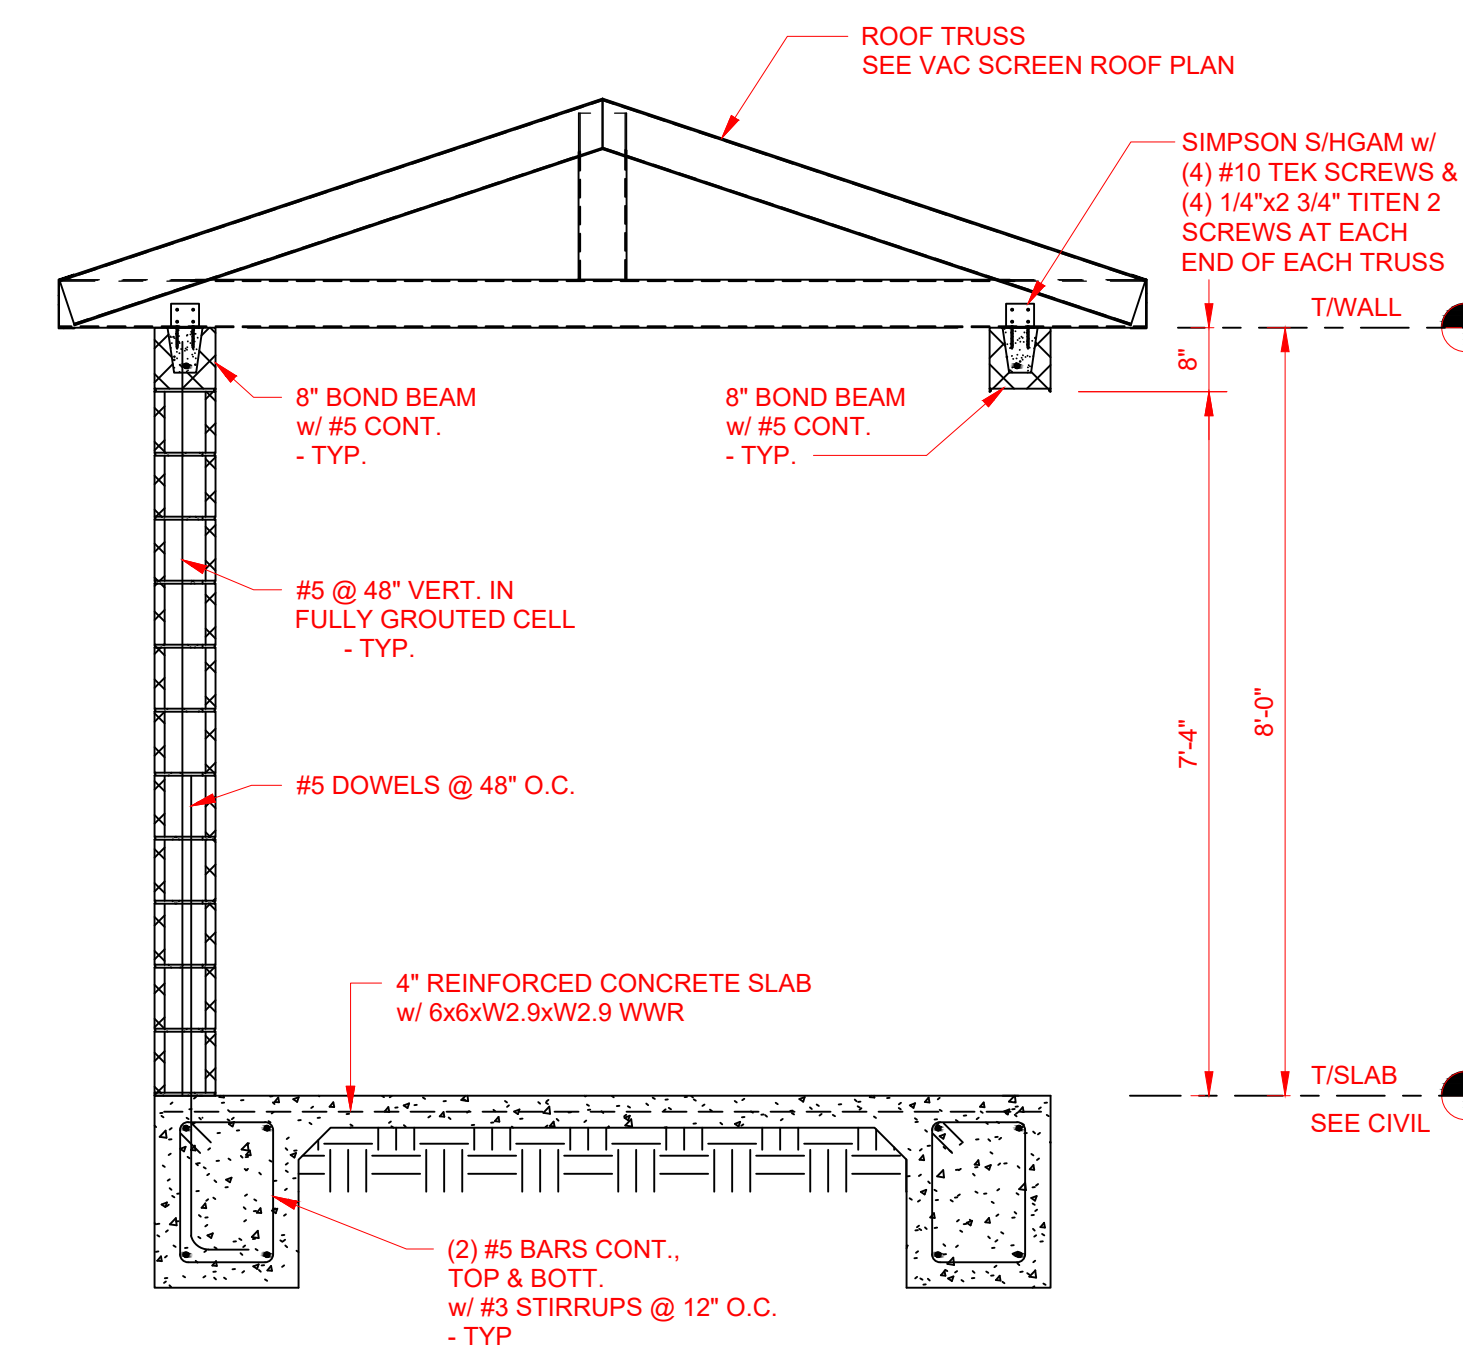 ROOF TRUSS
SEE VAC SCREEN ROOF PLAN
SIMPSON S/HGAM w/
(4) #10 TEK SCREWS &
(4) 1/4"x2 3/4" TITEN 2
SCREWS AT EACH
END OF EACH TRUSS
T/WALL
8"
8" BOND BEAM
w/ #5 CONT.
- TYP.
8" BOND BEAM
w/ #5 CONT.
- TYP.
#5 @ 48" VERT. IN
FULLY GROUTED CELL
- TYP.
7'-4"
8'-0"
#5 DOWELS @ 48" O.C.
4" REINFORCED CONCRETE SLAB
w/ 6x6xW2.9xW2.9 WWR
T/SLAB
SEE CIVIL
(2) #5 BARS CONT.,
TOP & BOTT.
w/ #3 STIRRUPS @ 12" O.C.
- TYP